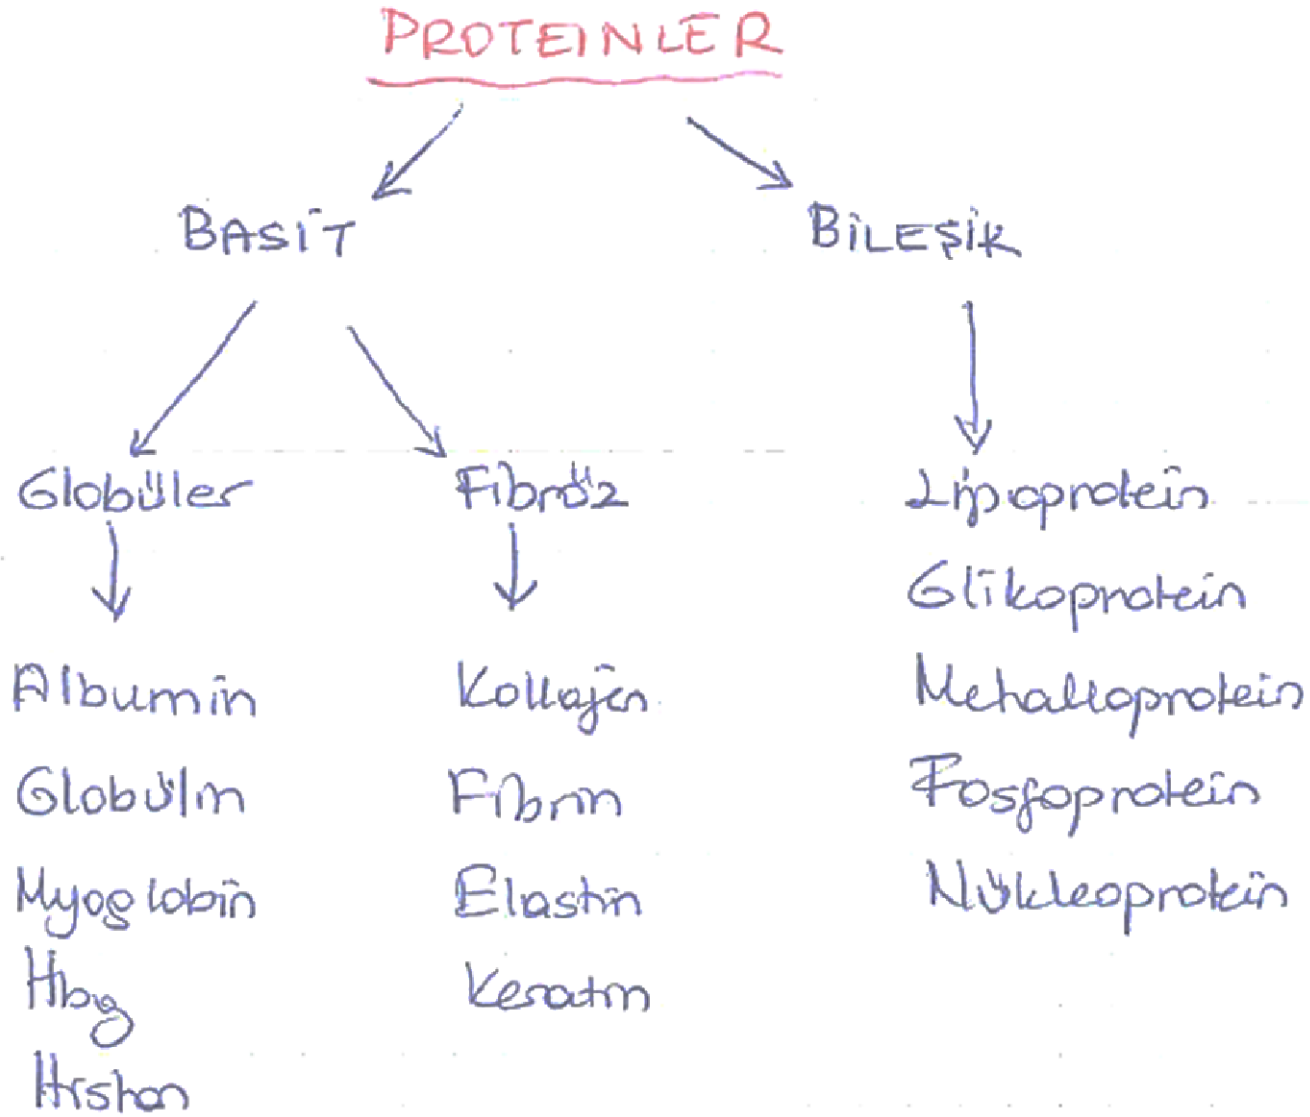 PROTEINLER
BASİT
BİLEŞİK
Globüler
Fibröz
Albumin
Globülin
Myoglobin
Hbg
Histon
Kollajen
Fibrin
Elastin
Keratin
Lipoprotein
Glikoprotein
Metalloprotein
Fosfoprotein
Nükleoprotein